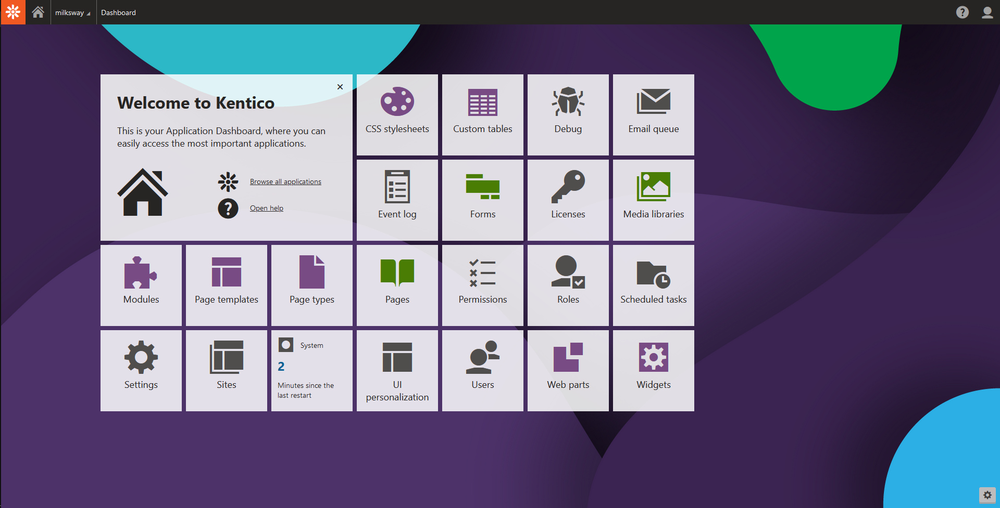 milksway
Dashboard
Welcome to Kentico
This is your Application Dashboard, where you can
easily access the most important applications.
Browse all applications
Open help
CSS stylesheets
Custom tables
Debug
Email queue
Event log
Forms
Licenses
Media libraries
Modules
Page templates
Page types
Pages
Permissions
Roles
Scheduled tasks
Settings
Sites
System
2
Minutes since the
last restart
UI
personalization
Users
Web parts
Widgets